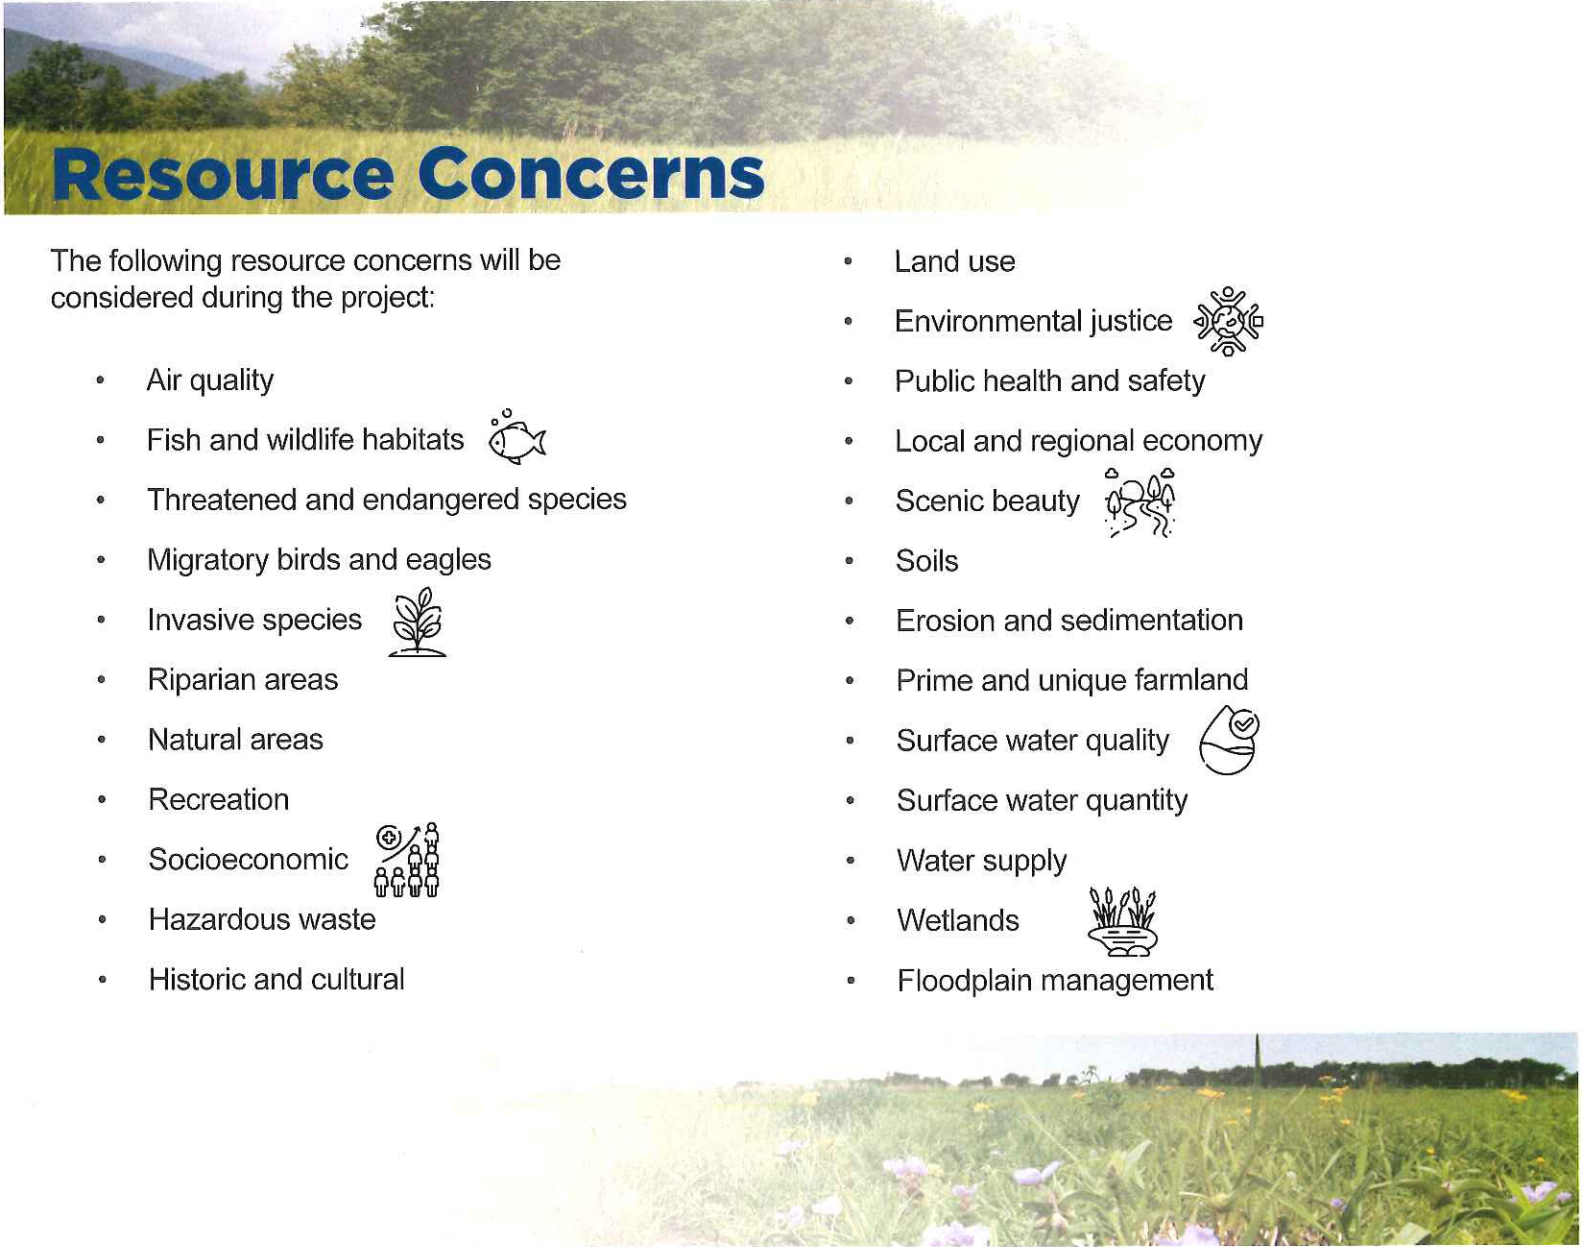 Resource Concerns
The following resource concerns will be
considered during the project:
• Air quality
• Fish and wildlife habitats
• Threatened and endangered species
• Migratory birds and eagles
• Invasive species
• Riparian areas
• Natural areas
• Recreation
• Socioeconomic
• Hazardous waste
• Historic and cultural
• Land use
• Environmental justice
• Public health and safety
• Local and regional economy
• Scenic beauty
• Soils
• Erosion and sedimentation
• Prime and unique farmland
• Surface water quality
• Surface water quantity
• Water supply
• Wetlands
• Floodplain management